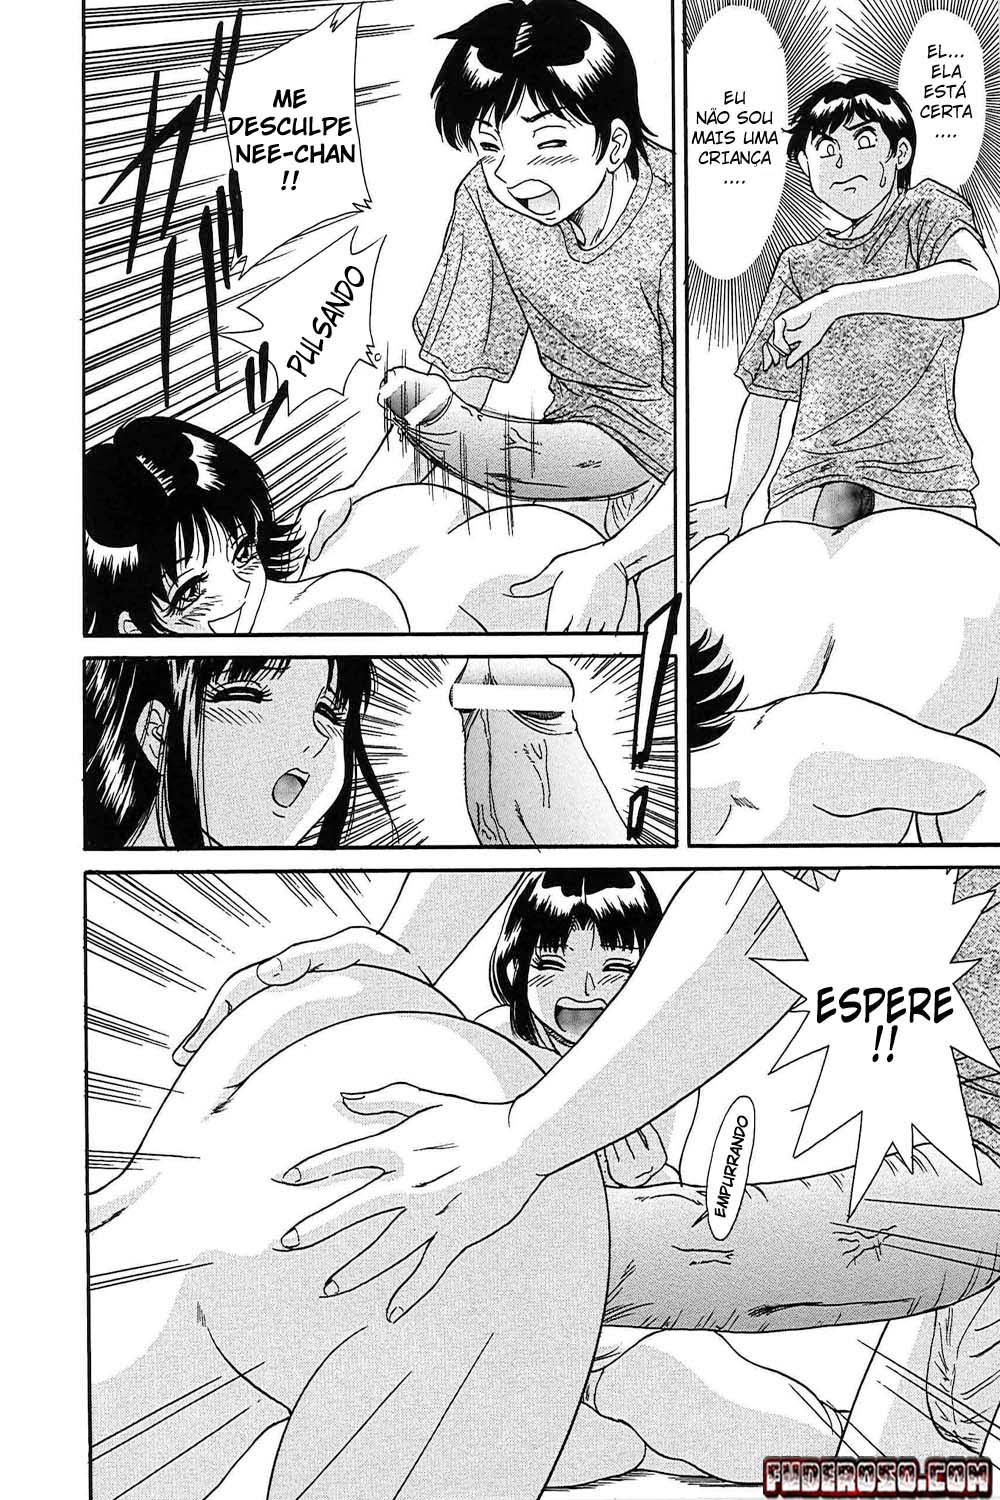 EL...
ELA
ESTÁ
CERTA
....
EU
NÃO SOU
MAIS UMA
CRIANÇA
....
ME
DESCULPE
NEE-CHAN
!!
PULSANDO
ESPERE
!!
EMPURRANDO
FUDEROSO.COM